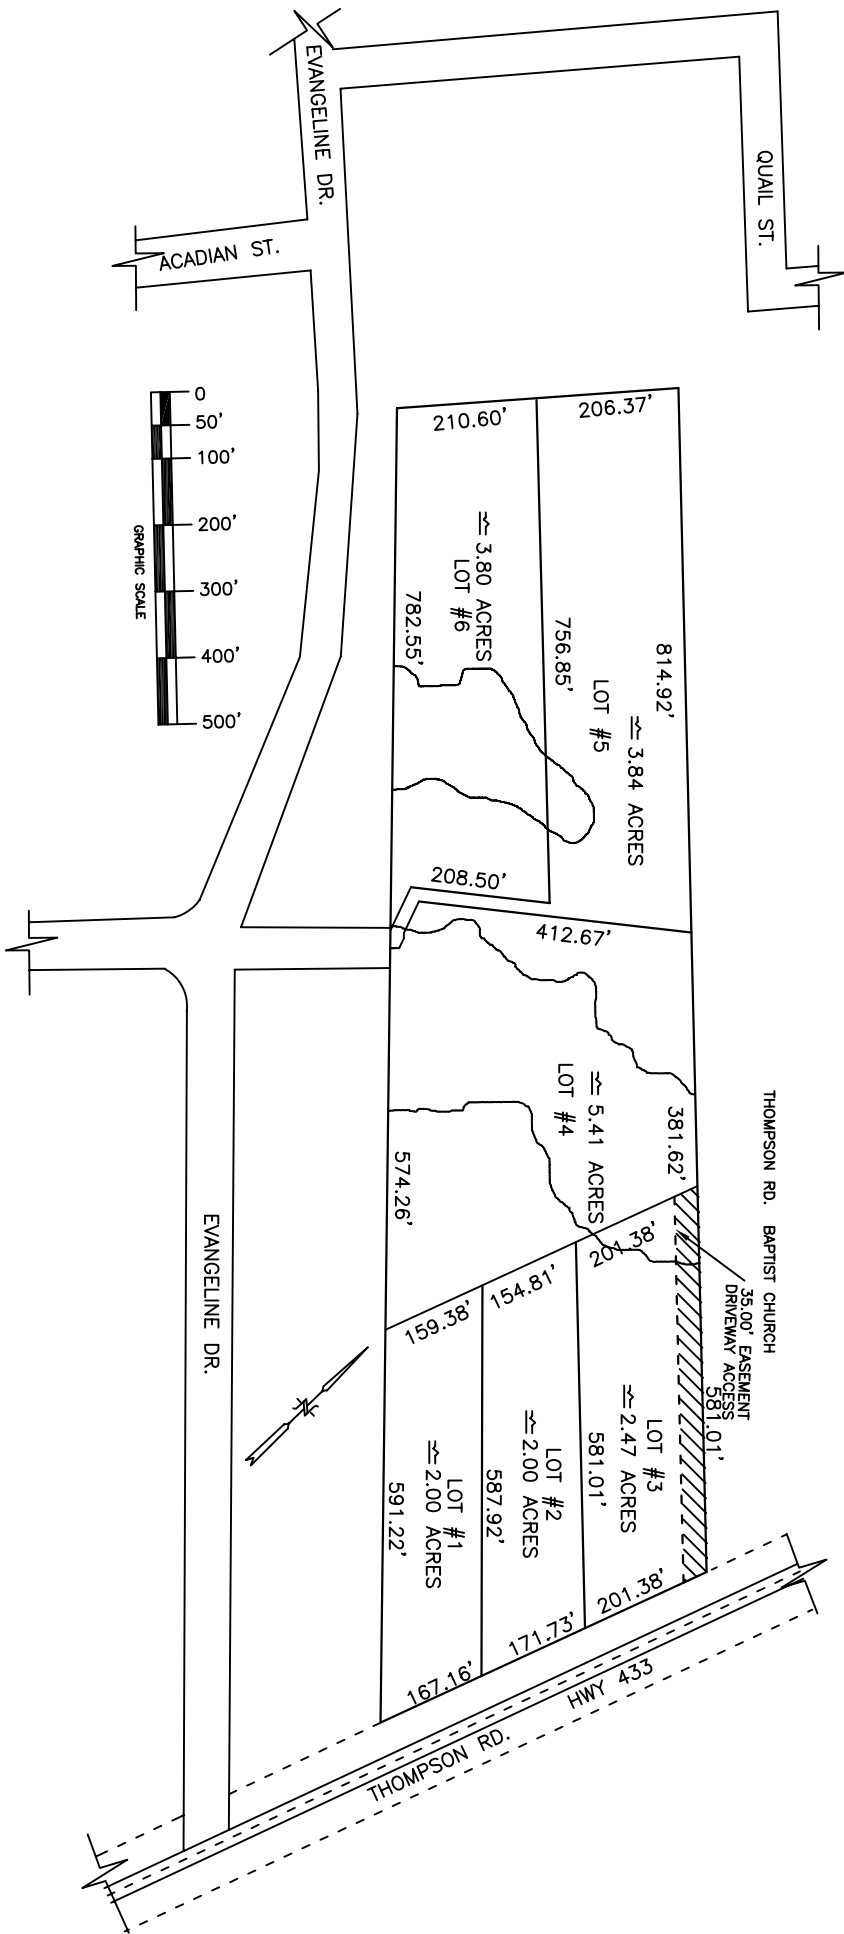 EVANGELINE DR.
QUAIL ST.
ACADIAN ST.
0
50'
100'
200'
300'
400'
500'
GRAPHIC SCALE
210.60'
206.37'
3.80 ACRES
LOT #6
782.55'
756.85'
814.92'
LOT #5
3.84 ACRES
208.50'
412.67'
5.41 ACRES
LOT #4
381.62'
574.26'
THOMPSON RD. BAPTIST CHURCH
35.00' EASEMENT
DRIVEWAY ACCESS
581.01'
201.38'
154.81'
159.38'
EVANGELINE DR.
N
LOT #3
2.47 ACRES
581.01'
LOT #2
2.00 ACRES
587.92'
LOT #1
2.00 ACRES
591.22'
201.38'
171.73'
167.16'
HWY 433
THOMPSON RD.